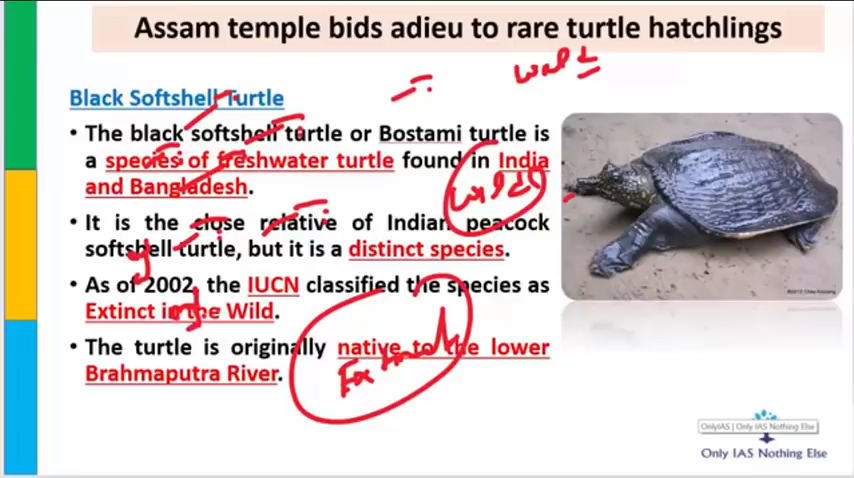 Assam temple bids adieu to rare turtle hatchlings
Black Softshell Turtle
• The black softshell turtle or Bostami turtle is
a species of freshwater turtle found in India
and Bangladesh.
• It is the close relative of Indian peacock
softshell turtle, but it is a distinct species.
• As of 2002, the IUCN classified the species as
Extinct in the Wild.
• The turtle is originally native to the lower
Brahmaputra River.
OnlyIAS | Only IAS Nothing Else
Only IAS Nothing Else